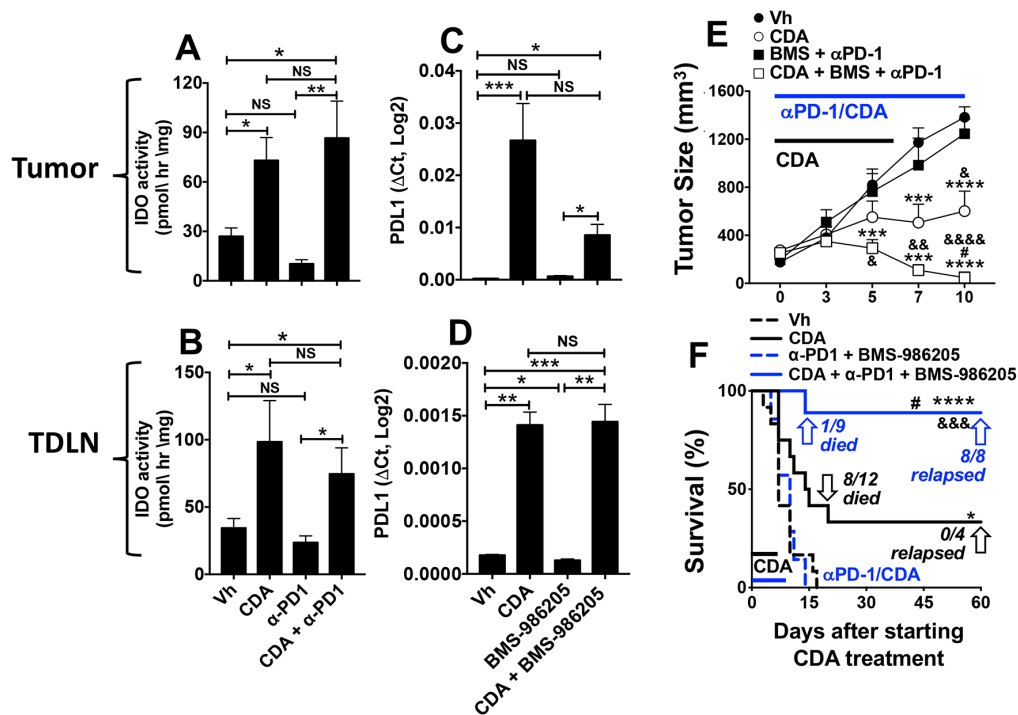 A
Tumor
IDO activity
(pmol\ hr \mg)
120
90
60
30
0
*
NS
NS
**
*
C
PDL1 (ΔCt, Log2)
0.04
0.03
0.02
0.01
0.00
*
NS
***
NS
*
E
Vh
CDA
BMS + αPD-1
CDA + BMS + αPD-1
Tumor Size (mm³)
1600
1200
800
400
0
αPD-1/CDA
CDA
***
&
***
&&
***
&
****
&&&&
#
****
0 3 5 7 10
B
TDLN
IDO activity
(pmol\ hr \mg)
150
100
50
0
*
NS
*
NS
*
Vh
CDA
α-PD1
CDA + α-PD1
D
PDL1 (ΔCt, Log2)
0.0020
0.0015
0.0010
0.0005
0.0000
NS
***
*
**
**
Vh
CDA
BMS-986205
CDA + BMS-986205
F
Vh
CDA
α-PD1 + BMS-986205
CDA + α-PD1 + BMS-986205
Survival (%)
100
50
0
# ****
&&&
1/9
died
8/8
relapsed
8/12
died
*
0/4
relapsed
CDA
αPD-1/CDA
0 15 30 45 60
Days after starting
CDA treatment